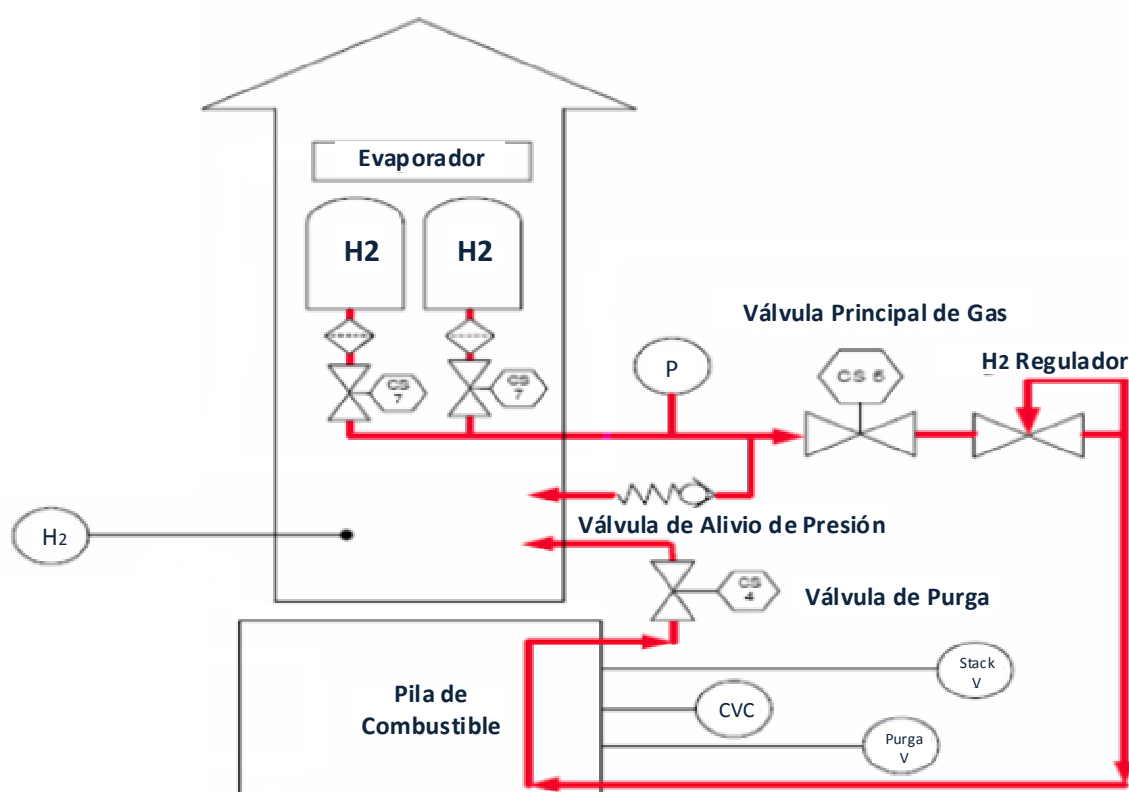 Evaporador
H2
H2
Válvula Principal de Gas
H2 Regulador
P
CS 6
CS
7
CS
7
Válvula de Alivio de Presión
H2
CS
4
Válvula de Purga
Stack
V
Pila de
Combustible
CVC
Purga
V